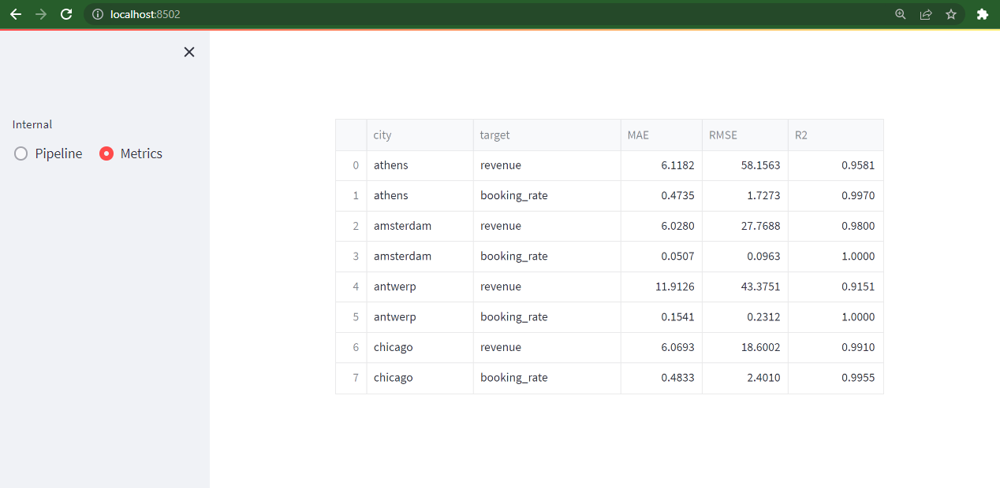 localhost:8502
Internal
Pipeline Metrics
city target MAE RMSE R2
0 athens revenue 6.1182 58.1563 0.9581
1 athens booking_rate 0.4735 1.7273 0.9970
2 amsterdam revenue 6.0280 27.7688 0.9800
3 amsterdam booking_rate 0.0507 0.0963 1.0000
4 antwerp revenue 11.9126 43.3751 0.9151
5 antwerp booking_rate 0.1541 0.2312 1.0000
6 chicago revenue 6.0693 18.6002 0.9910
7 chicago booking_rate 0.4833 2.4010 0.9955